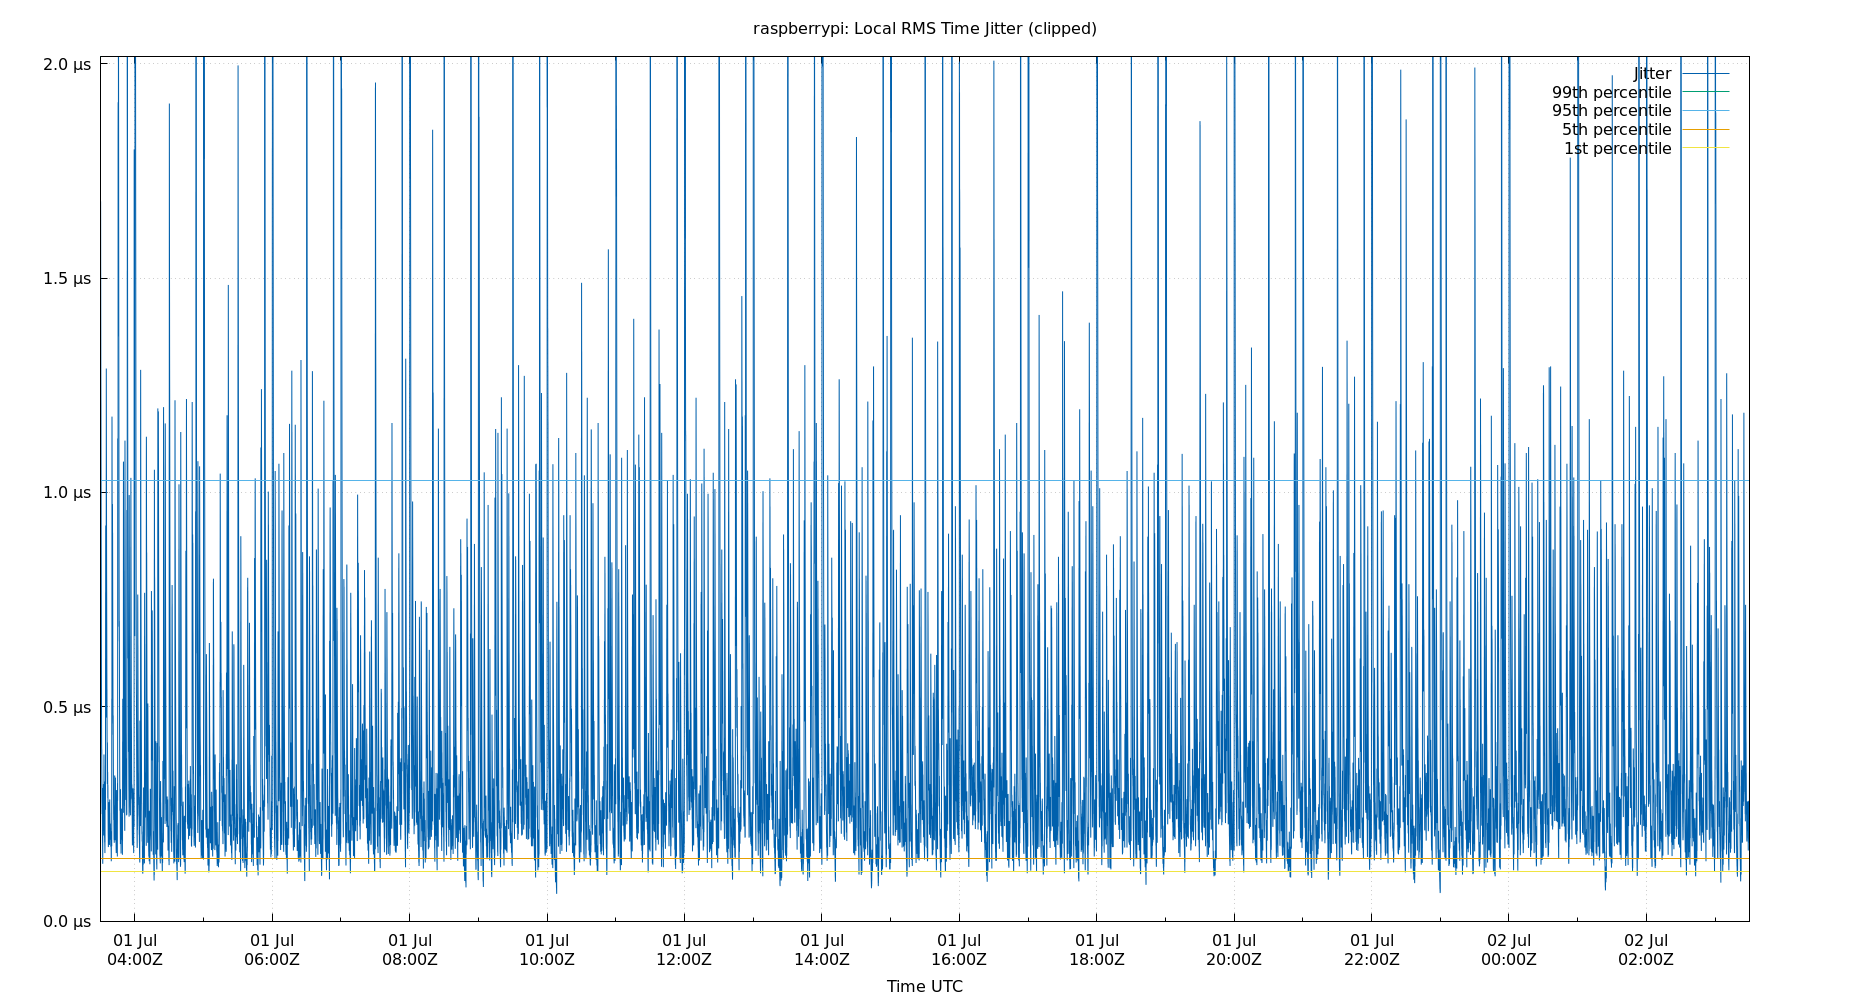 raspberrypi: Local RMS Time Jitter (clipped)
2.0 µs
1.5 µs
1.0 µs
0.5 µs
0.0 µs
Jitter
99th percentile
95th percentile
5th percentile
1st percentile
01 Jul 01 Jul 01 Jul 01 Jul 01 Jul 01 Jul 01 Jul 01 Jul 01 Jul 01 Jul 02 Jul 02 Jul
04:00Z 06:00Z 08:00Z 10:00Z 12:00Z 14:00Z 16:00Z 18:00Z 20:00Z 22:00Z 00:00Z 02:00Z
Time UTC